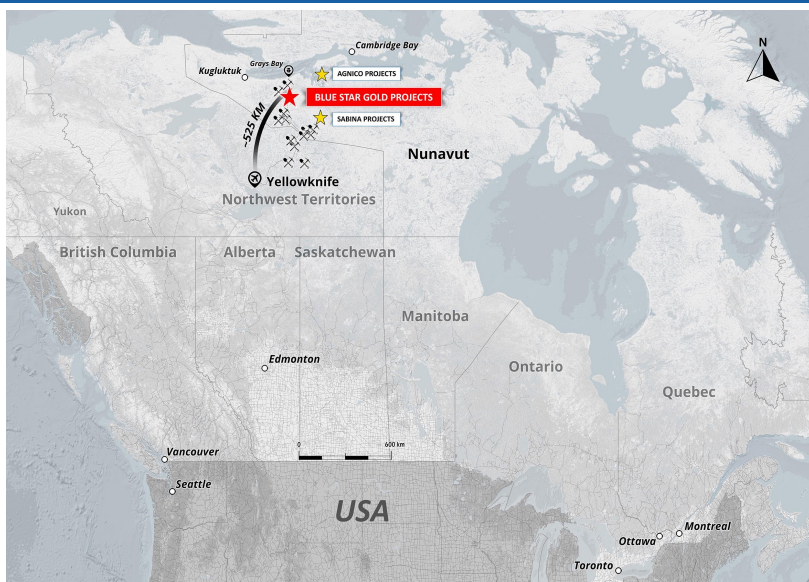 Cambridge Bay
N
Grays Bay
Kugluktuk
AGNICO PROJECTS
BLUE STAR GOLD PROJECTS
~525 KM
SABINA PROJECTS
Nunavut
Yellowknife
Northwest Territories
Yukon
British Columbia
Alberta
Saskatchewan
Manitoba
Edmonton
Ontario
Quebec
0
600 km
Vancouver
Seattle
USA
Montreal
Ottawa
Toronto